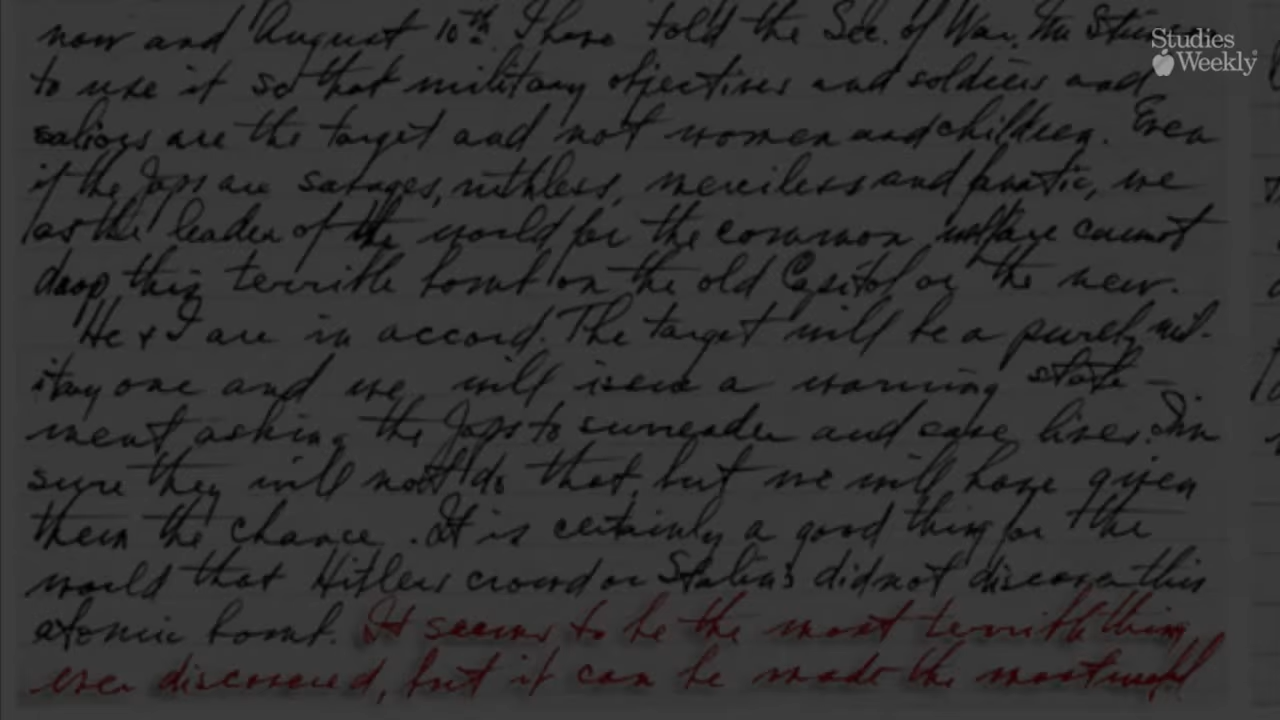 now and August 10th. I have told the Sec. of War, Mr. Stimson
to use it so that military objectives and soldiers and
sailors are the target and not women and children. Even
if the Japs are savages, ruthless, merciless and fanatic, we
as the leader of the world for the common welfare cannot
drop this terrible bomb on the old Capitol or the new.
He & I are in accord. The target will be a purely mil-
itary one and we will issue a warning state-
ment asking the Japs to surrender and save lives. I'm
sure they will not do that, but we will have given
them the chance. It is certainly a good thing for the
world that Hitler's crowd or Stalin's did not discover this
atomic bomb. It seems to be the most terrible thing
ever discovered, but it can be made the most useful
Studies
Weekly